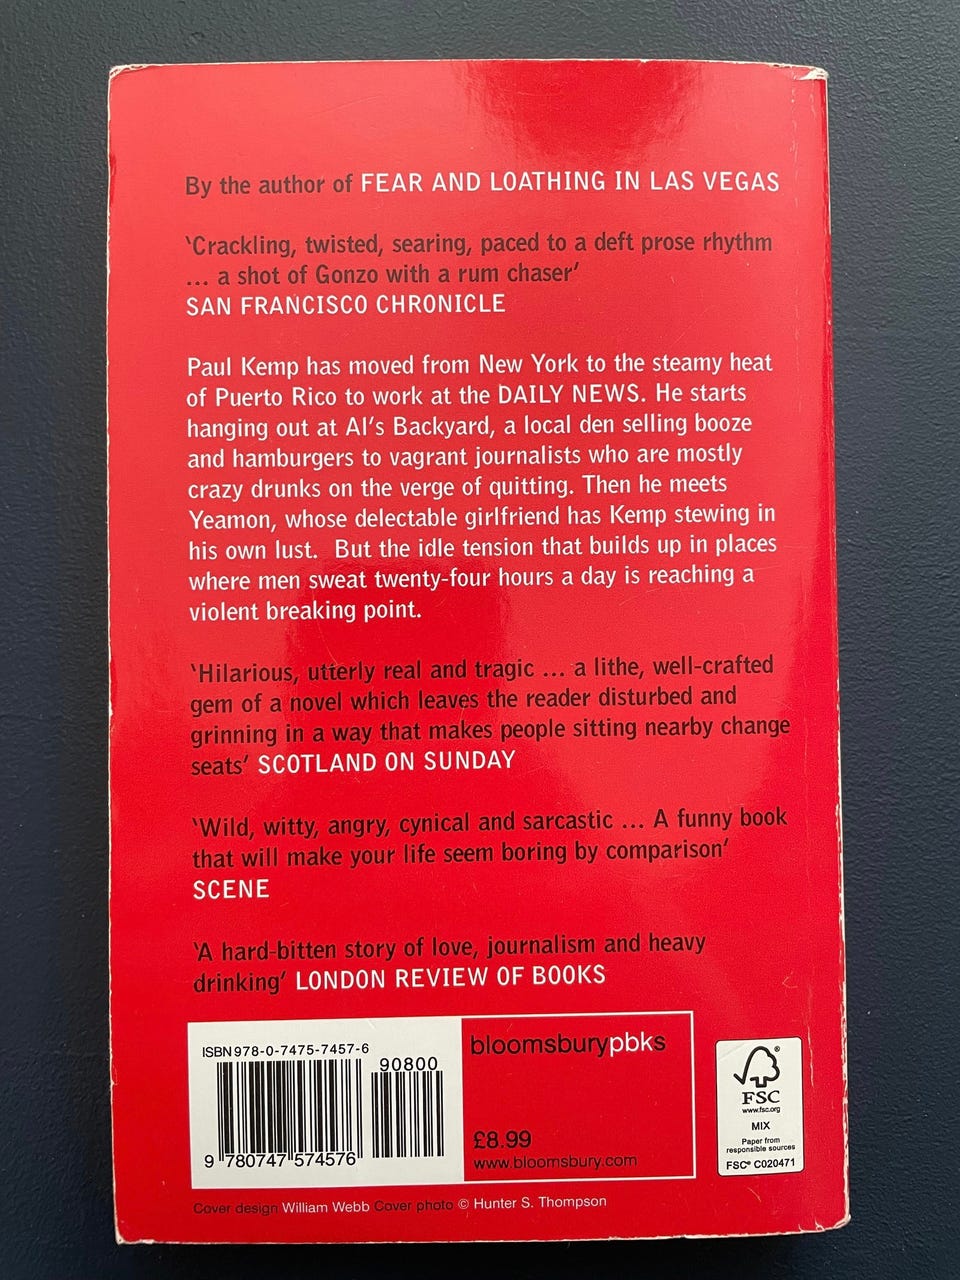 By the author of FEAR AND LOATHING IN LAS VEGAS
‘Crackling, twisted, searing, paced to a deft prose rhythm
... a shot of Gonzo with a rum chaser’
SAN FRANCISCO CHRONICLE
Paul Kemp has moved from New York to the steamy heat
of Puerto Rico to work at the DAILY NEWS. He starts
hanging out at Al's Backyard, a local den selling booze
and hamburgers to vagrant journalists who are mostly
crazy drunks on the verge of quitting. Then he meets
Yeamon, whose delectable girlfriend has Kemp stewing in
his own lust. But the idle tension that builds up in places
where men sweat twenty-four hours a day is reaching a
violent breaking point.
‘Hilarious, utterly real and tragic ... a lithe, well-crafted
gem of a novel which leaves the reader disturbed and
grinning in a way that makes people sitting nearby change
seats’ SCOTLAND ON SUNDAY
‘Wild, witty, angry, cynical and sarcastic ... A funny book
that will make your life seem boring by comparison’
SCENE
‘A hard-bitten story of love, journalism and heavy
drinking’ LONDON REVIEW OF BOOKS
ISBN 978-0-7475-7457-6
90800
9 780747 574576
bloomsburypbks
£8.99
www.bloomsbury.com
®
FSC
www.fsc.org
MIX
Paper from
responsible sources
FSC® C020471
Cover design William Webb Cover photo © Hunter S. Thompson